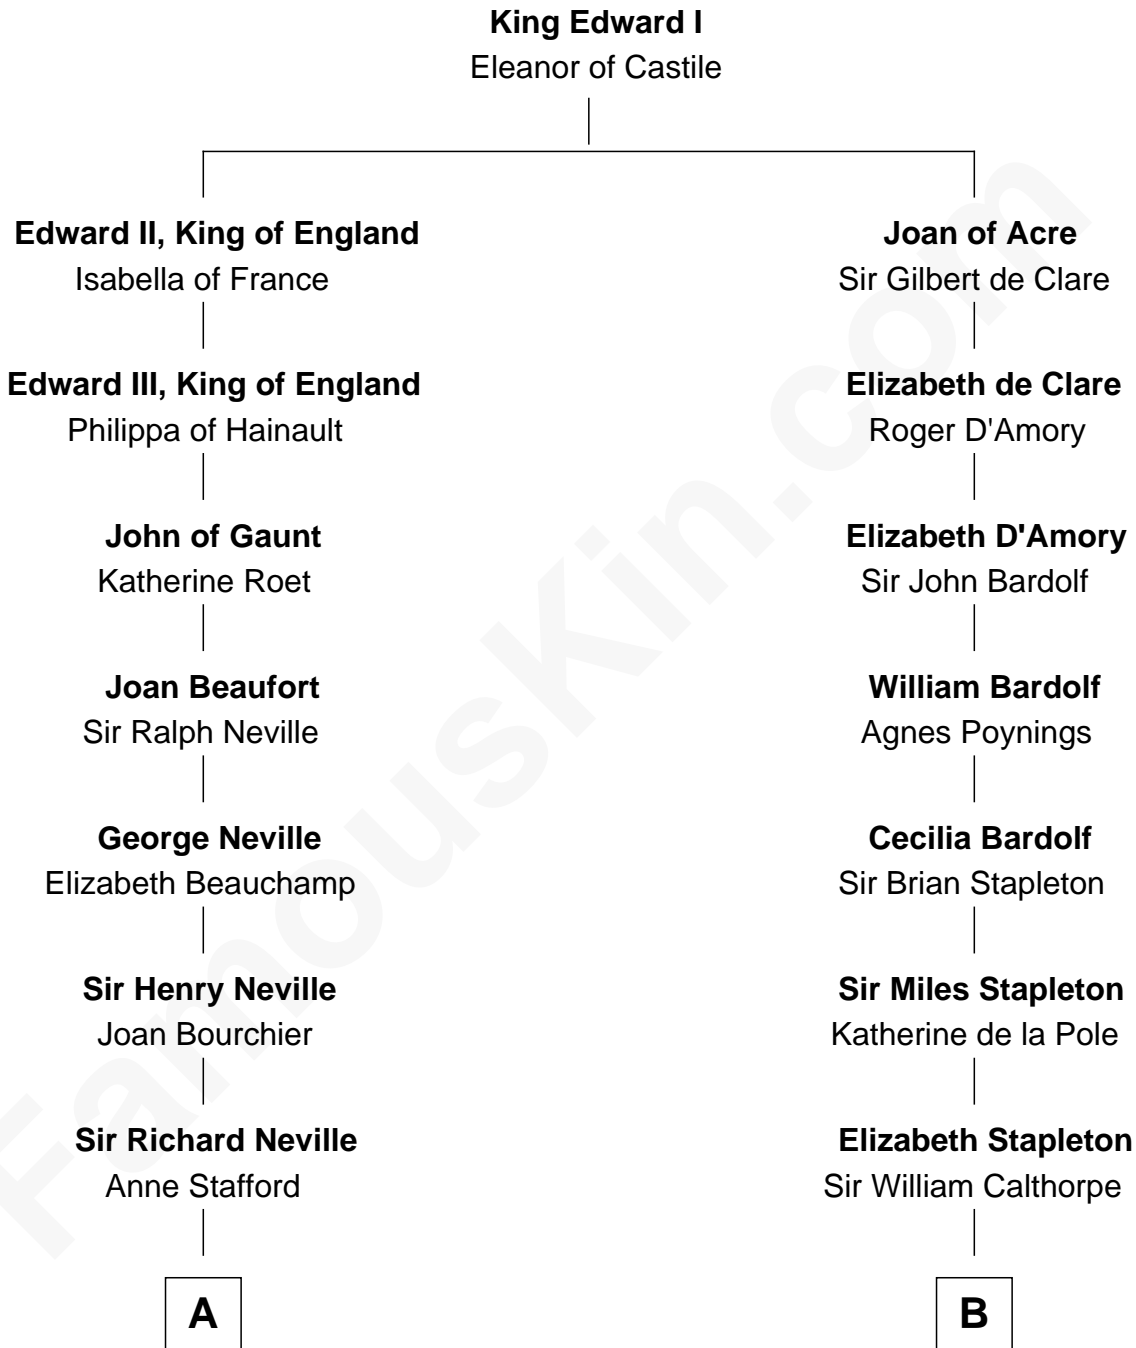 King Edward I
Eleanor of Castile
Edward II, King of England
Isabella of France
Joan of Acre
Sir Gilbert de Clare
Edward III, King of England
Philippa of Hainault
Elizabeth de Clare
Roger D'Amory
John of Gaunt
Katherine Roet
Elizabeth D'Amory
Sir John Bardolf
Joan Beaufort
Sir Ralph Neville
William Bardolf
Agnes Poynings
George Neville
Elizabeth Beauchamp
Cecilia Bardolf
Sir Brian Stapleton
Sir Henry Neville
Joan Bourchier
Sir Miles Stapleton
Katherine de la Pole
Sir Richard Neville
Anne Stafford
Elizabeth Stapleton
Sir William Calthorpe
A
B
FamousKin.com